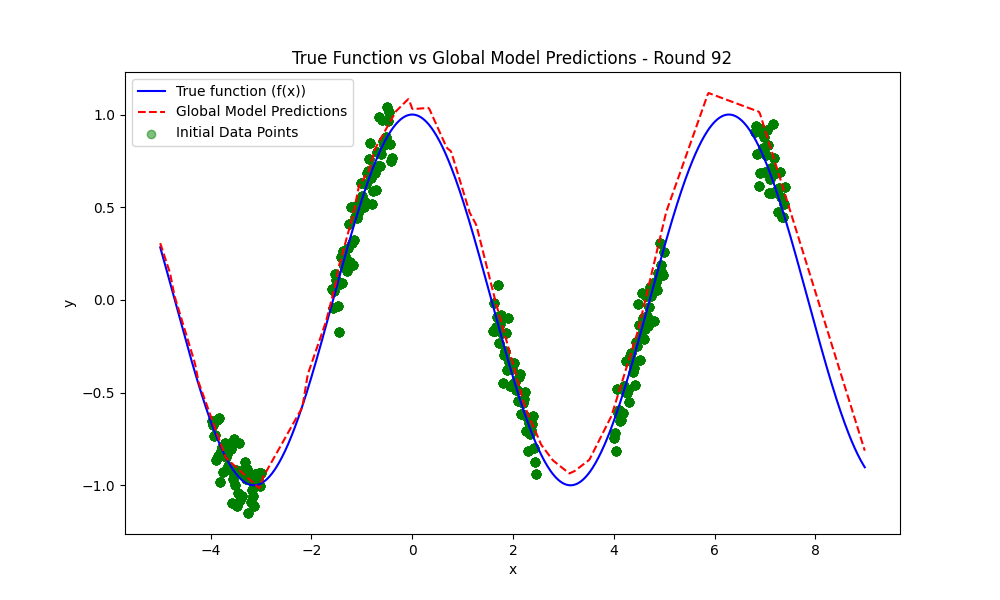 True Function vs Global Model Predictions - Round 92
True function (f(x))
Global Model Predictions
Initial Data Points
1.0
0.5
0.0
−0.5
−1.0
y
−4
−2
0
2
4
6
8
x